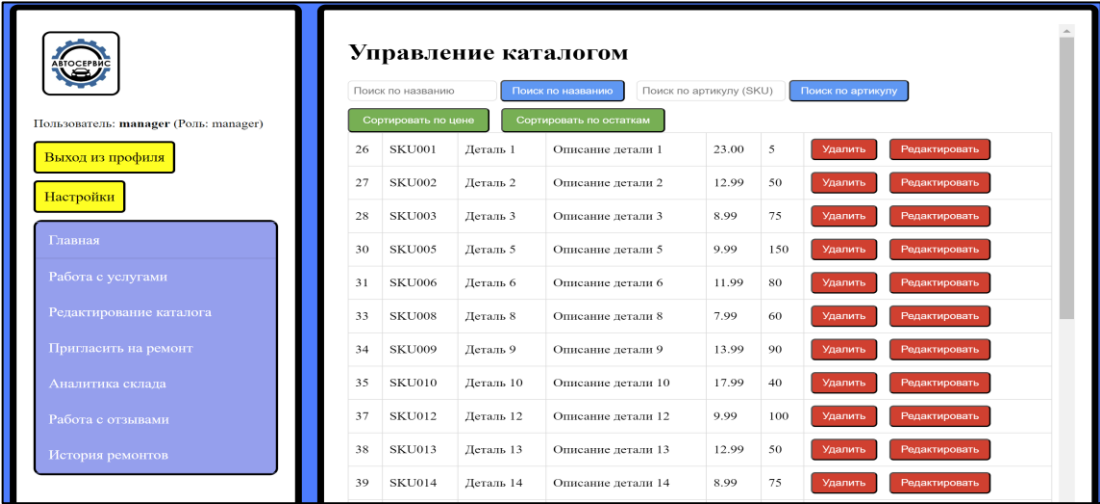 АВТОСЕРВИС
Пользователь: manager (Роль: manager)
Выход из профиля
Настройки
Главная
Работа с услугами
Редактирование каталога
Пригласить на ремонт
Аналитика склада
Работа с отзывами
История ремонтов
Управление каталогом
Поиск по названию Поиск по названию Поиск по артикулу (SKU) Поиск по артикулу
Сортировать по цене Сортировать по остаткам
26 SKU001 Деталь 1 Описание детали 1 23.00 5 Удалить Редактировать
27 SKU002 Деталь 2 Описание детали 2 12.99 50 Удалить Редактировать
28 SKU003 Деталь 3 Описание детали 3 8.99 75 Удалить Редактировать
30 SKU005 Деталь 5 Описание детали 5 9.99 150 Удалить Редактировать
31 SKU006 Деталь 6 Описание детали 6 11.99 80 Удалить Редактировать
33 SKU008 Деталь 8 Описание детали 8 7.99 60 Удалить Редактировать
34 SKU009 Деталь 9 Описание детали 9 13.99 90 Удалить Редактировать
35 SKU010 Деталь 10 Описание детали 10 17.99 40 Удалить Редактировать
37 SKU012 Деталь 12 Описание детали 12 9.99 100 Удалить Редактировать
38 SKU013 Деталь 13 Описание детали 13 12.99 50 Удалить Редактировать
39 SKU014 Деталь 14 Описание детали 14 8.99 75 Удалить Редактировать